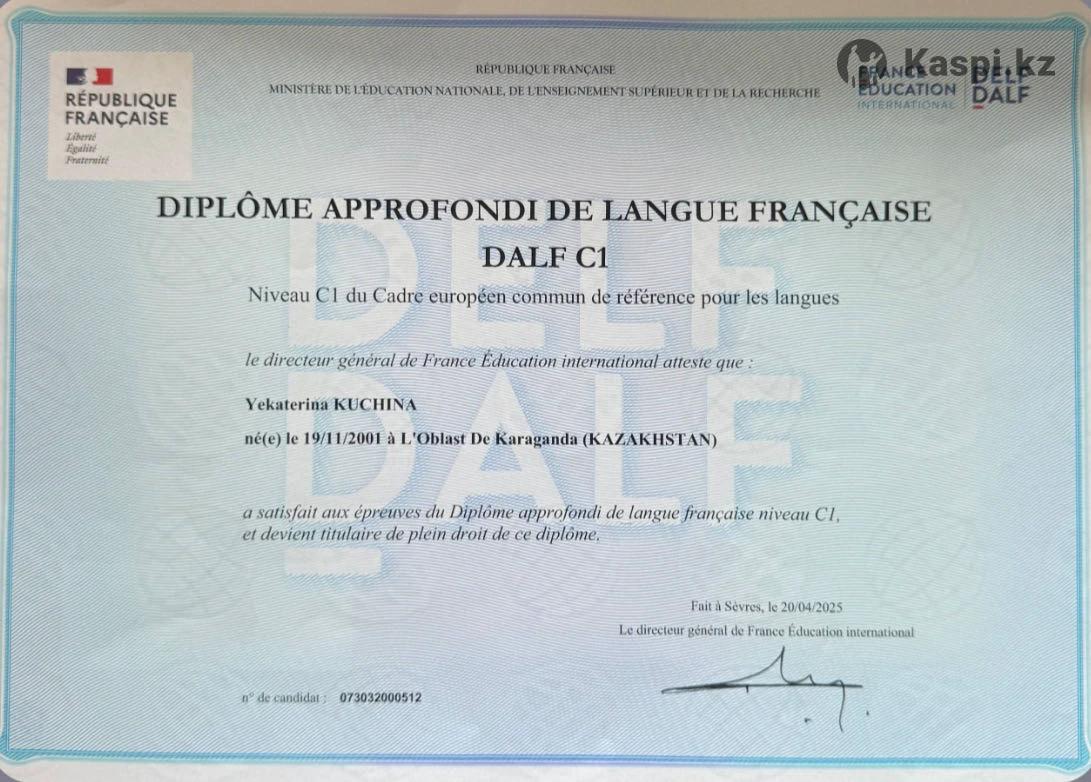 RÉPUBLIQUE
FRANÇAISE
Liberté
Égalité
Fraternité
RÉPUBLIQUE FRANÇAISE
MINISTÈRE DE L'ÉDUCATION NATIONALE, DE L'ENSEIGNEMENT SUPÉRIEUR ET DE LA RECHERCHE
Kaspi.kz
FRANCE
EDUCATION
INTERNATIONAL
DELF
DALF
DIPLÔME APPROFONDI DE LANGUE FRANÇAISE
DALF C1
Niveau C1 du Cadre européen commun de référence pour les langues
le directeur général de France Éducation international atteste que :
Yekaterina KUCHINA
né(e) le 19/11/2001 à L'Oblast De Karaganda (KAZAKHSTAN)
DELF
DALF
a satisfait aux épreuves du Diplôme approfondi de langue française niveau C1,
et devient titulaire de plein droit de ce diplôme.
Fait à Sèvres, le 20/04/2025
Le directeur général de France Éducation international
n° de candidat : 073032000512